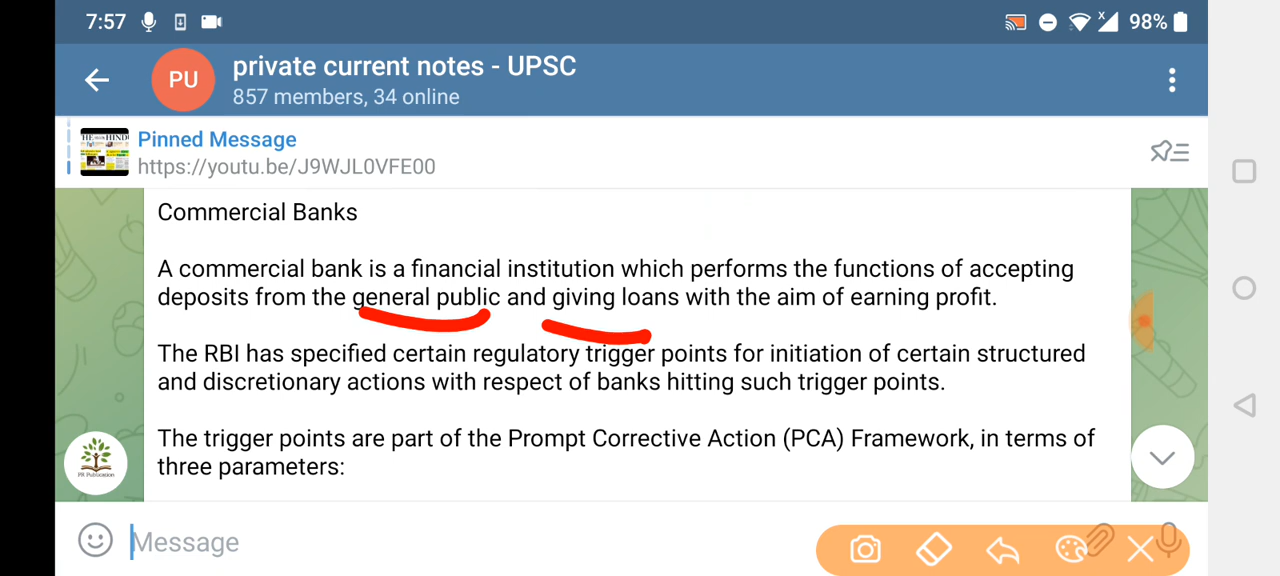 7:57
98%
PU
private current notes - UPSC
857 members, 34 online
Pinned Message
https://youtu.be/J9WJL0VFE00
Commercial Banks
A commercial bank is a financial institution which performs the functions of accepting
deposits from the general public and giving loans with the aim of earning profit.
The RBI has specified certain regulatory trigger points for initiation of certain structured
and discretionary actions with respect of banks hitting such trigger points.
The trigger points are part of the Prompt Corrective Action (PCA) Framework, in terms of
three parameters:
PR Publication
Message